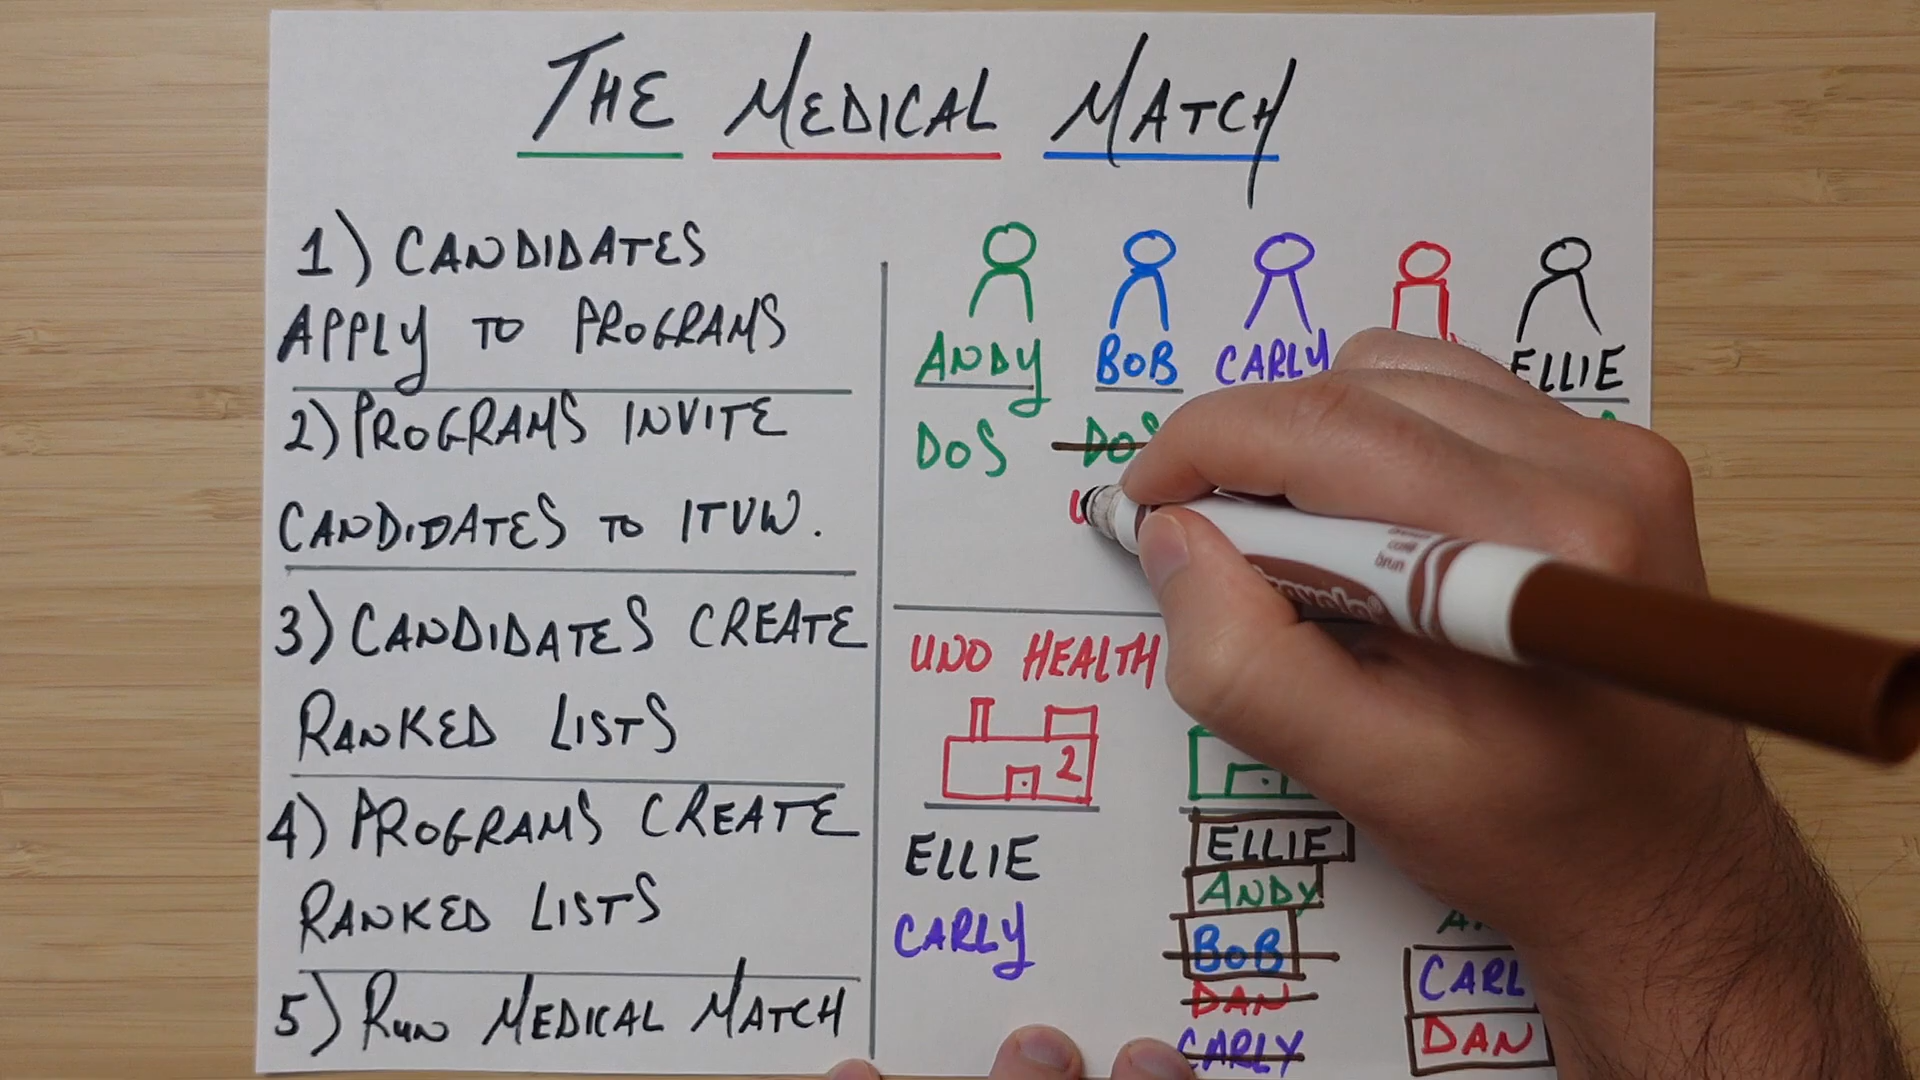 THE MEDICAL MATCH
1) CANDIDATES
APPLY TO PROGRAMS
2) PROGRAMS INVITE
CANDIDATES TO ITVW.
3) CANDIDATES CREATE
RANKED LISTS
4) PROGRAMS CREATE
RANKED LISTS
5) RUN MEDICAL MATCH
ANDY BOB CARLY ELLIE
DOS DOS
UNO HEALTH
2
ELLIE
CARLY
ELLIE
ANDY
BOB
DAN
CARLY
CARL
DAN
brun